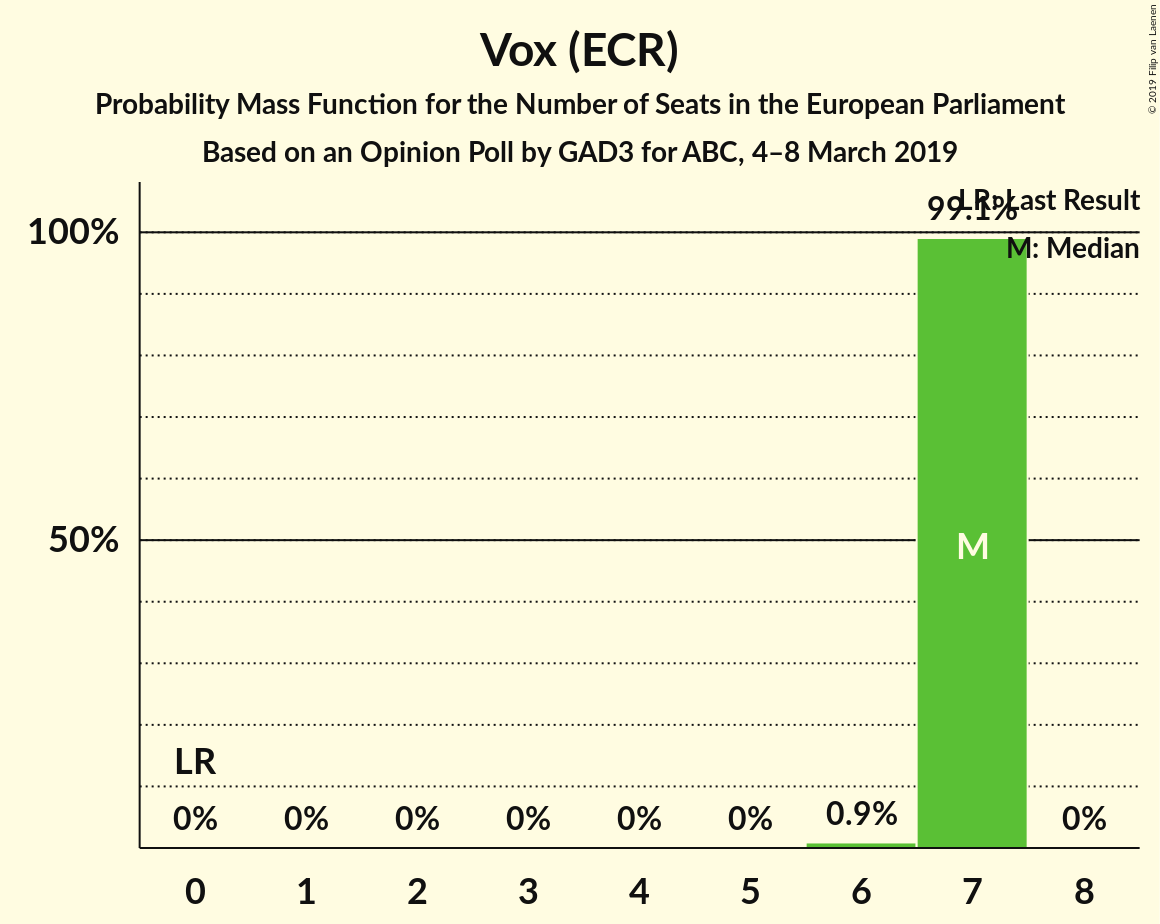 Vox (ECR)
Probability Mass Function for the Number of Seats in the European Parliament
Based on an Opinion Poll by GAD3 for ABC, 4–8 March 2019
© 2019 Filip van Laenen
LR: Last Result
M: Median
99.1%
100%
50%
M
LR
0% 0% 0% 0% 0% 0% 0.9% 0%
0 1 2 3 4 5 6 7 8